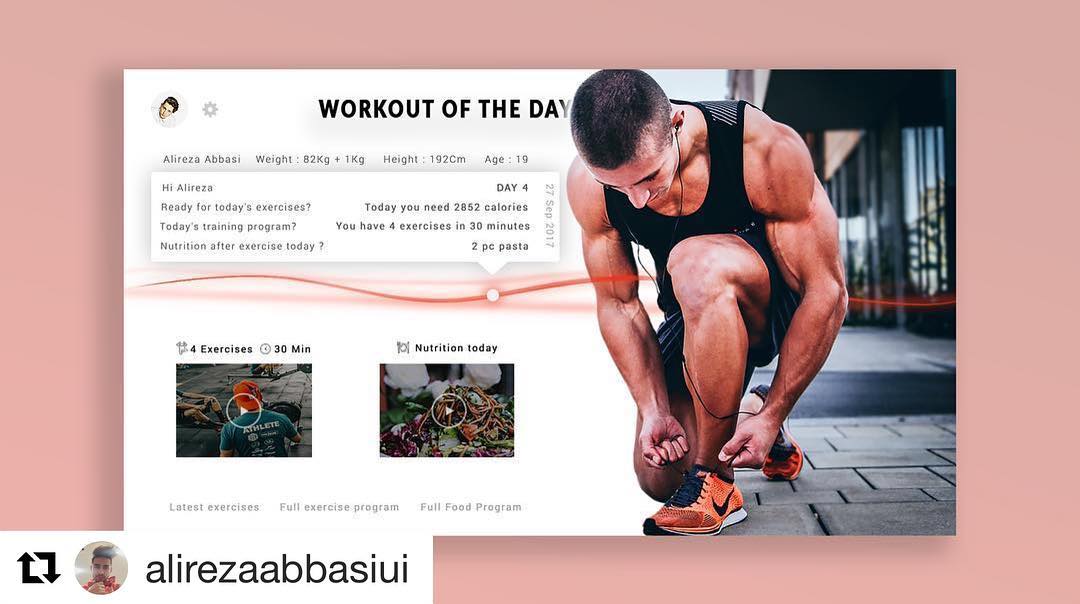 WORKOUT OF THE DAY
Alireza Abbasi Weight : 82Kg + 1Kg Height : 192Cm Age : 19
Hi Alireza DAY 4
Ready for today's exercises? Today you need 2852 calories
Today's training program? You have 4 exercises in 30 minutes
Nutrition after exercise today ? 2 pc pasta
27 Sep 2017
4 Exercises 30 Min
Nutrition today
ATHLETE
Latest exercises Full exercise program Full Food Program
alirezaabbasiui